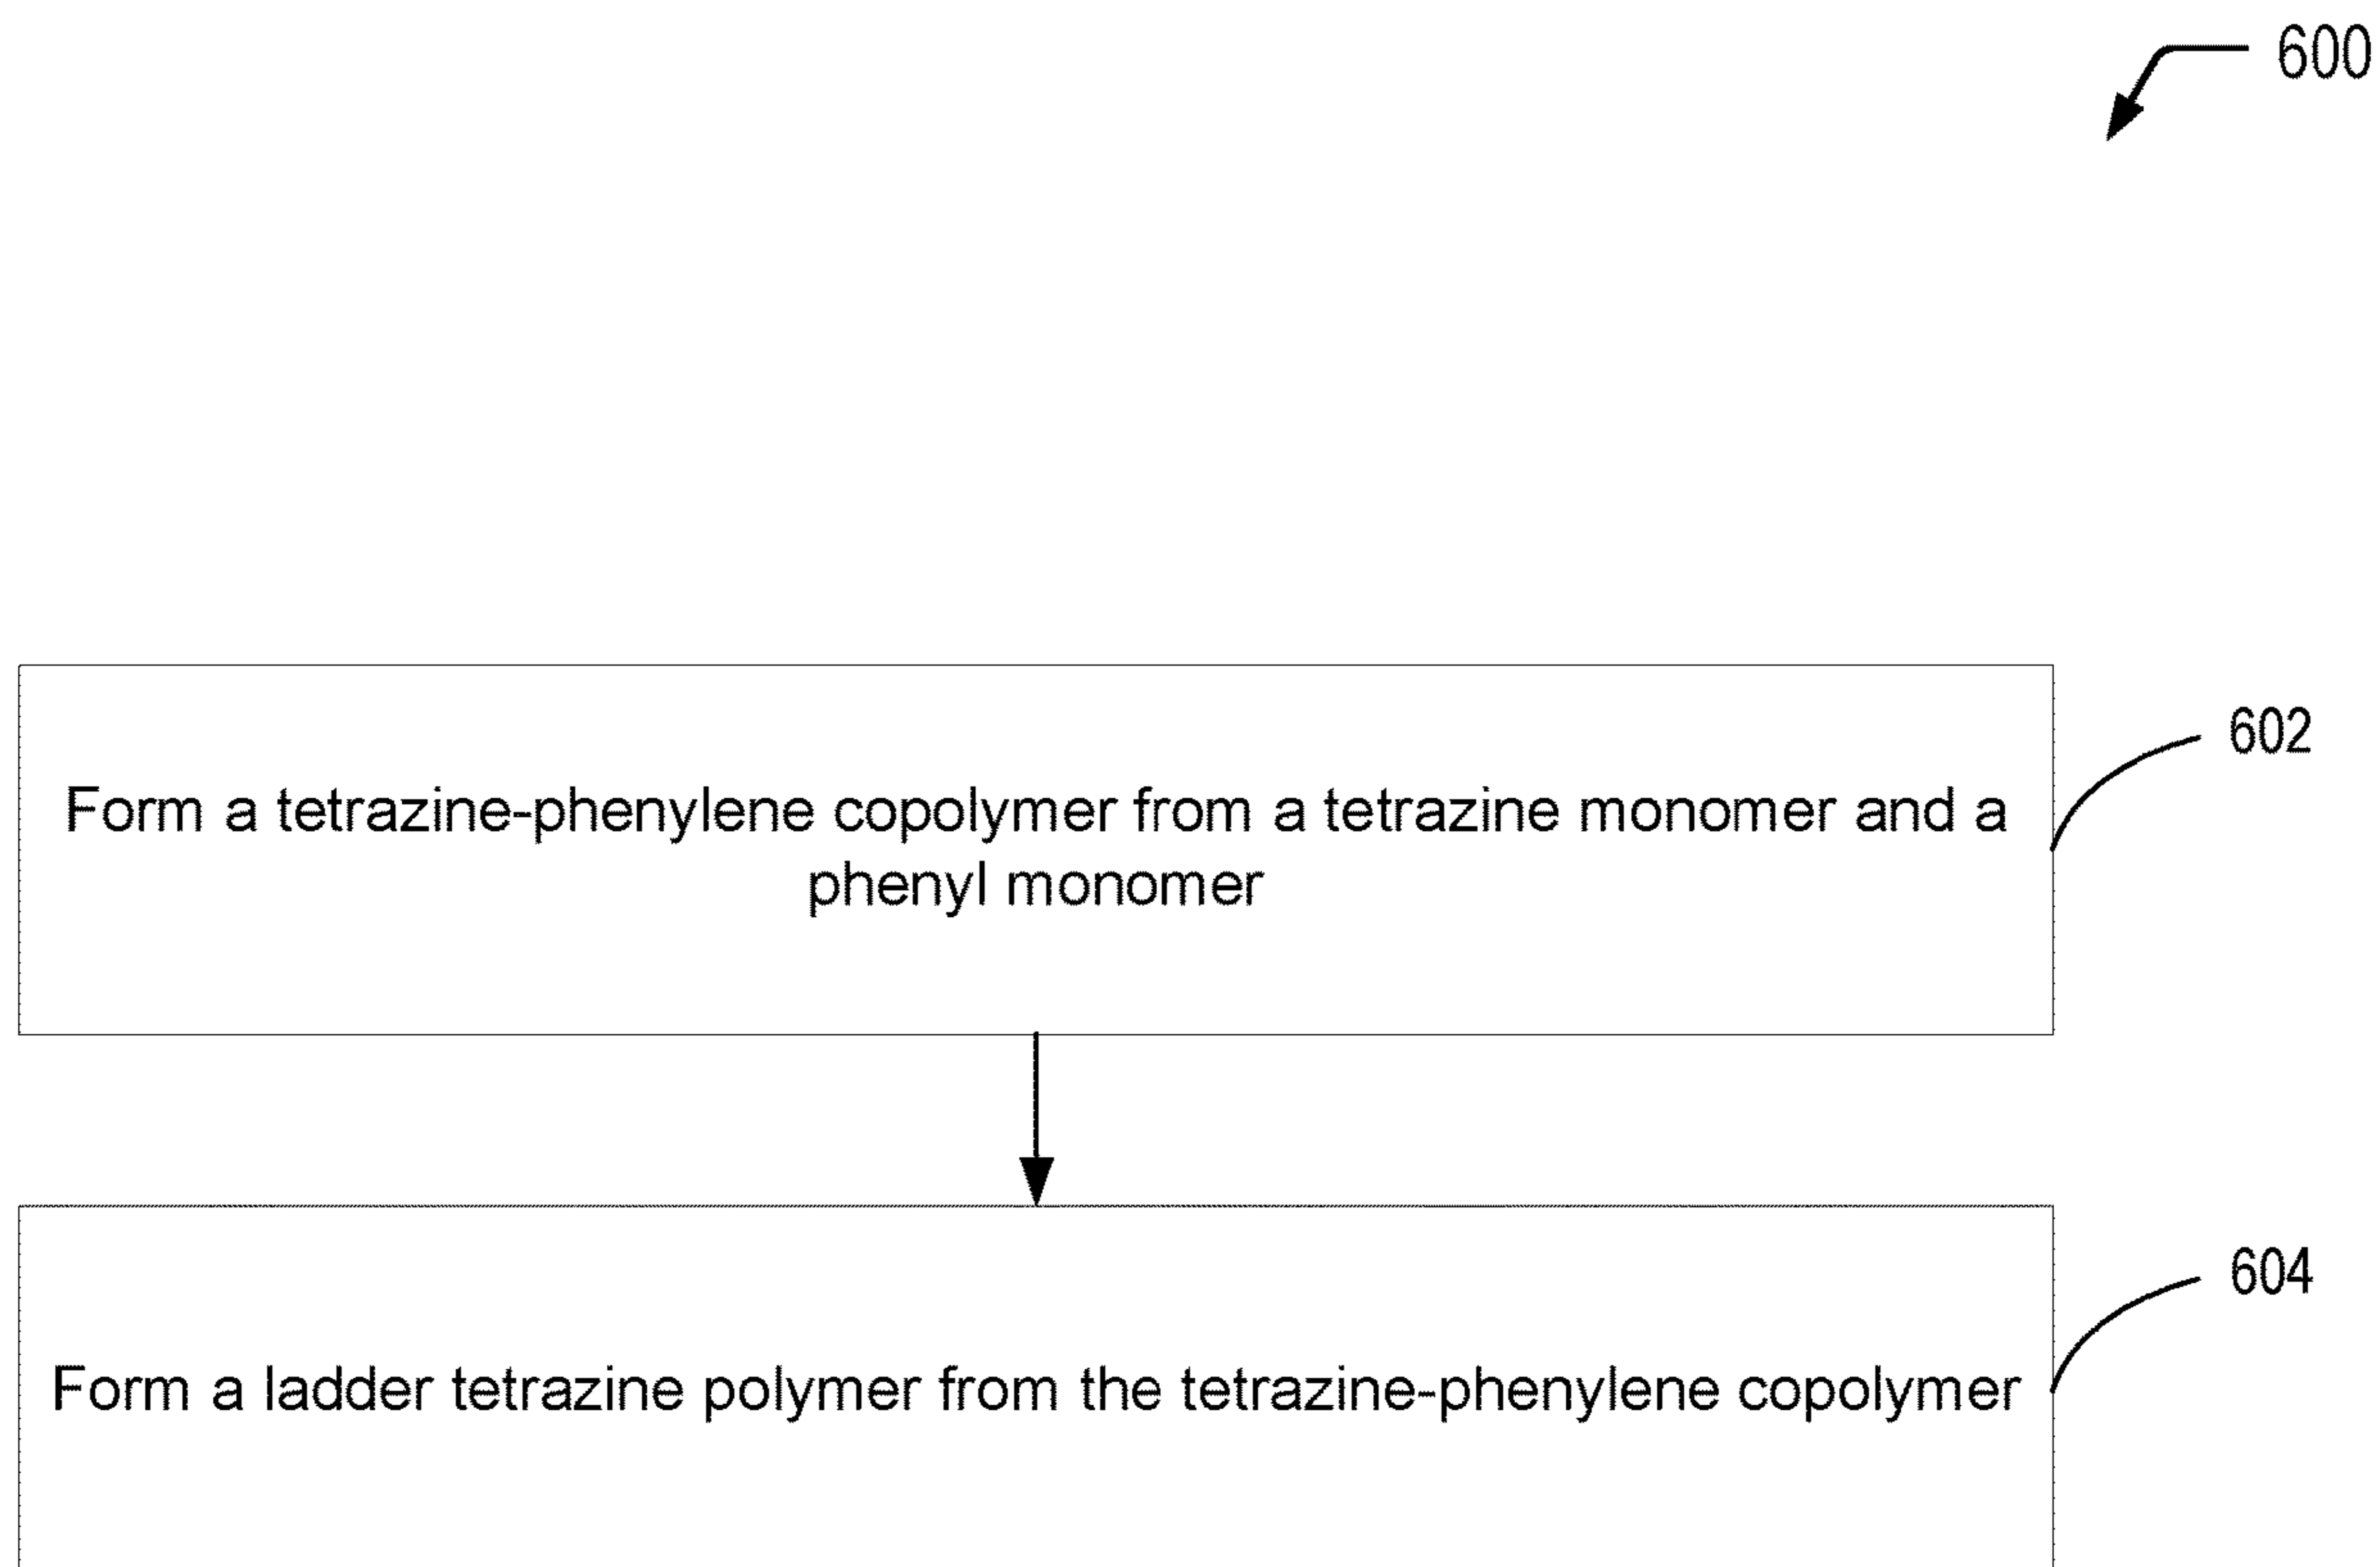 600
602
Form a tetrazine-phenylene copolymer from a tetrazine monomer and a
phenyl monomer
604
Form a ladder tetrazine polymer from the tetrazine-phenylene copolymer